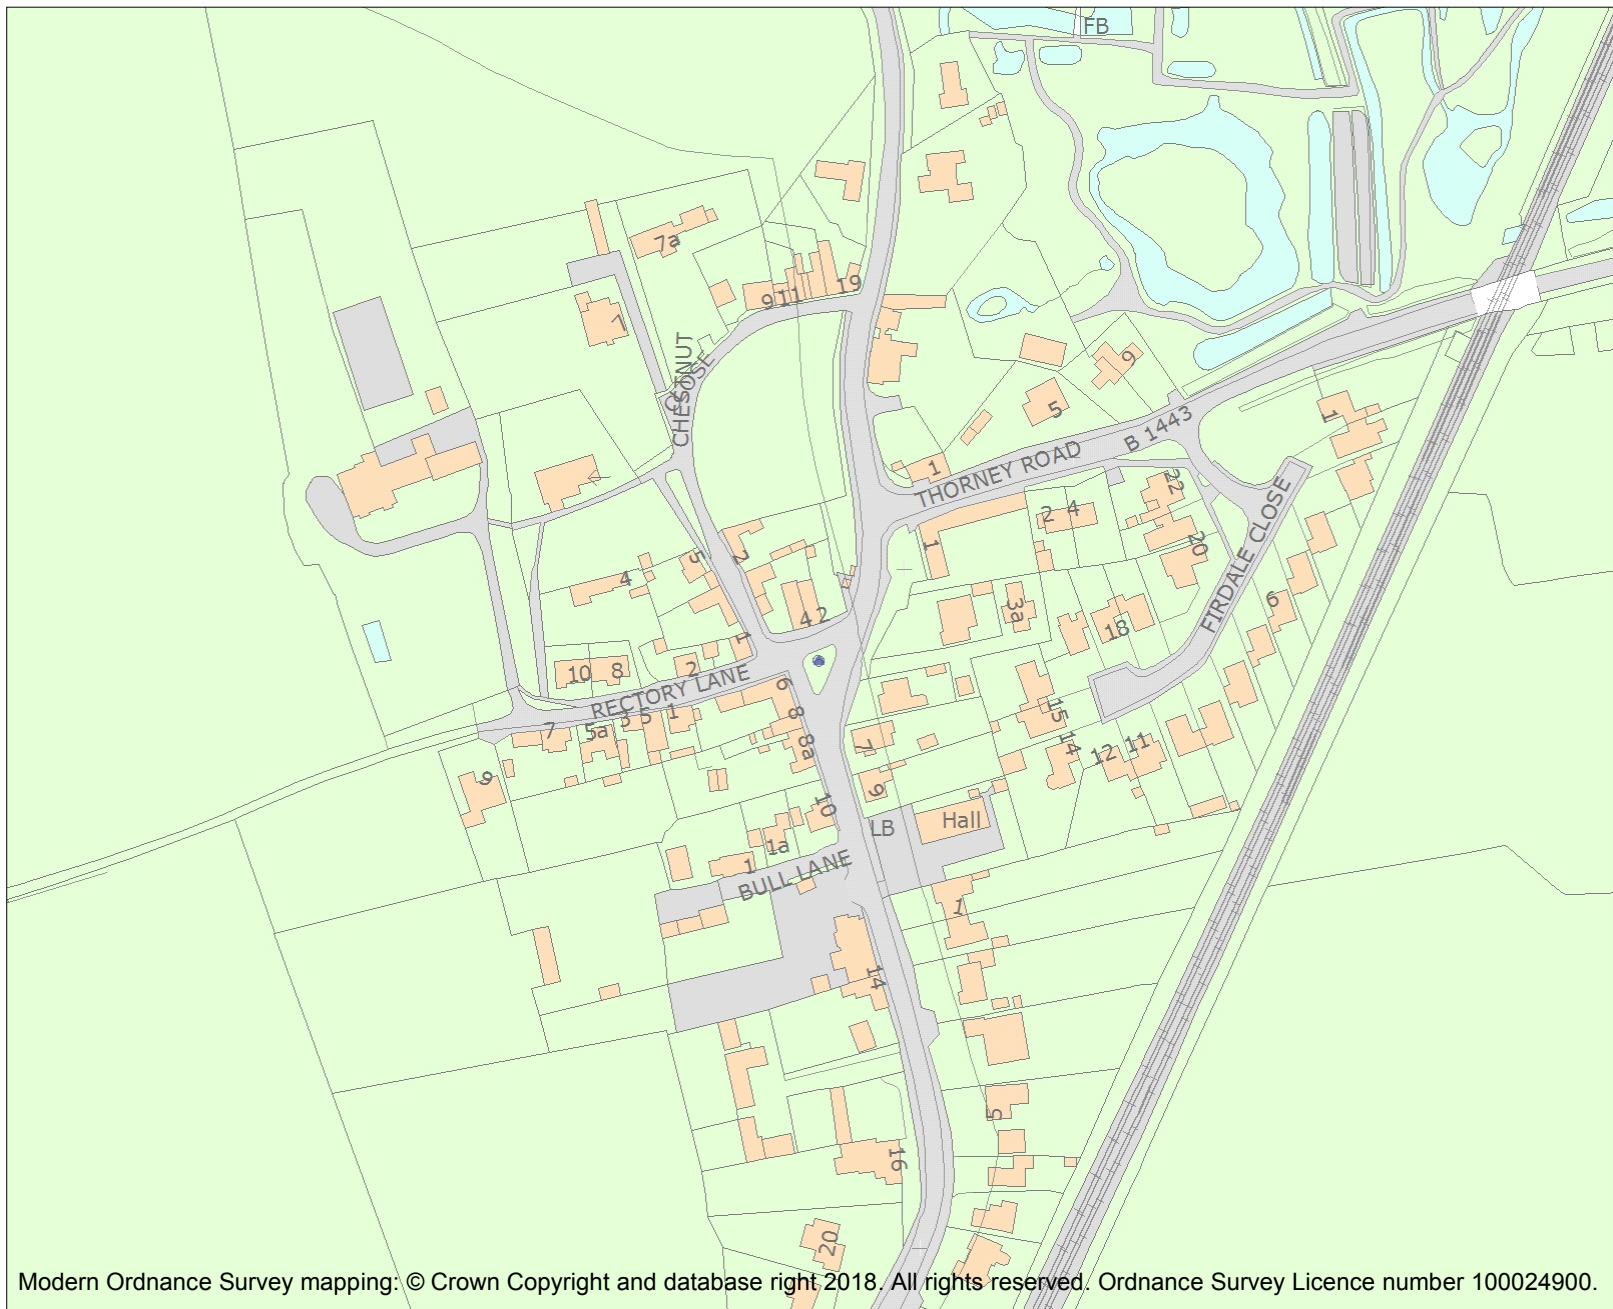 FB
7a
9 11 19
7
CHESTNUT
CLOSE
9
5
1
B 1443
THORNEY ROAD
1
22
2 4
1
20
FIRDALE CLOSE
2
5
4
3a
6
18
4 2
1
10 8
2
RECTORY LANE
6
8
8a
7
5a
3 5 1
7
15
14
12 11
9
9
10
LB
Hall
1a
1
BULL LANE
1
14
5
16
20
Modern Ordnance Survey mapping: © Crown Copyright and database right 2018. All rights reserved. Ordnance Survey Licence number 100024900.